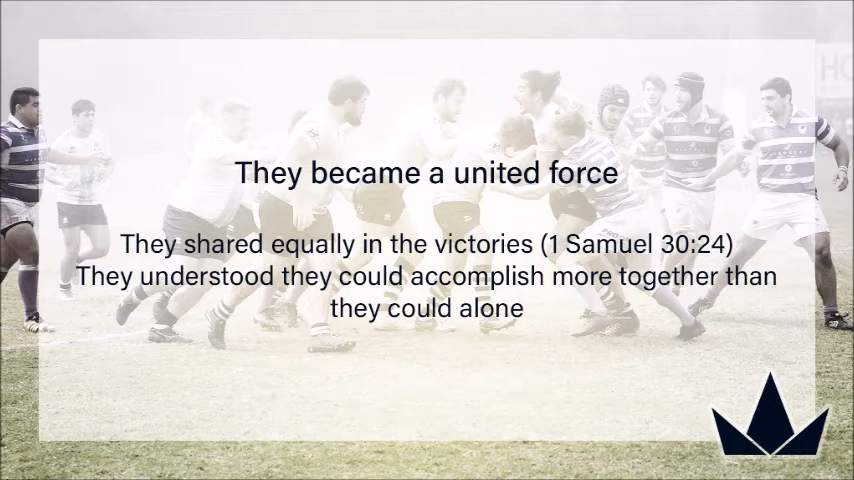 They became a united force
They shared equally in the victories (1 Samuel 30:24)
They understood they could accomplish more together than
they could alone